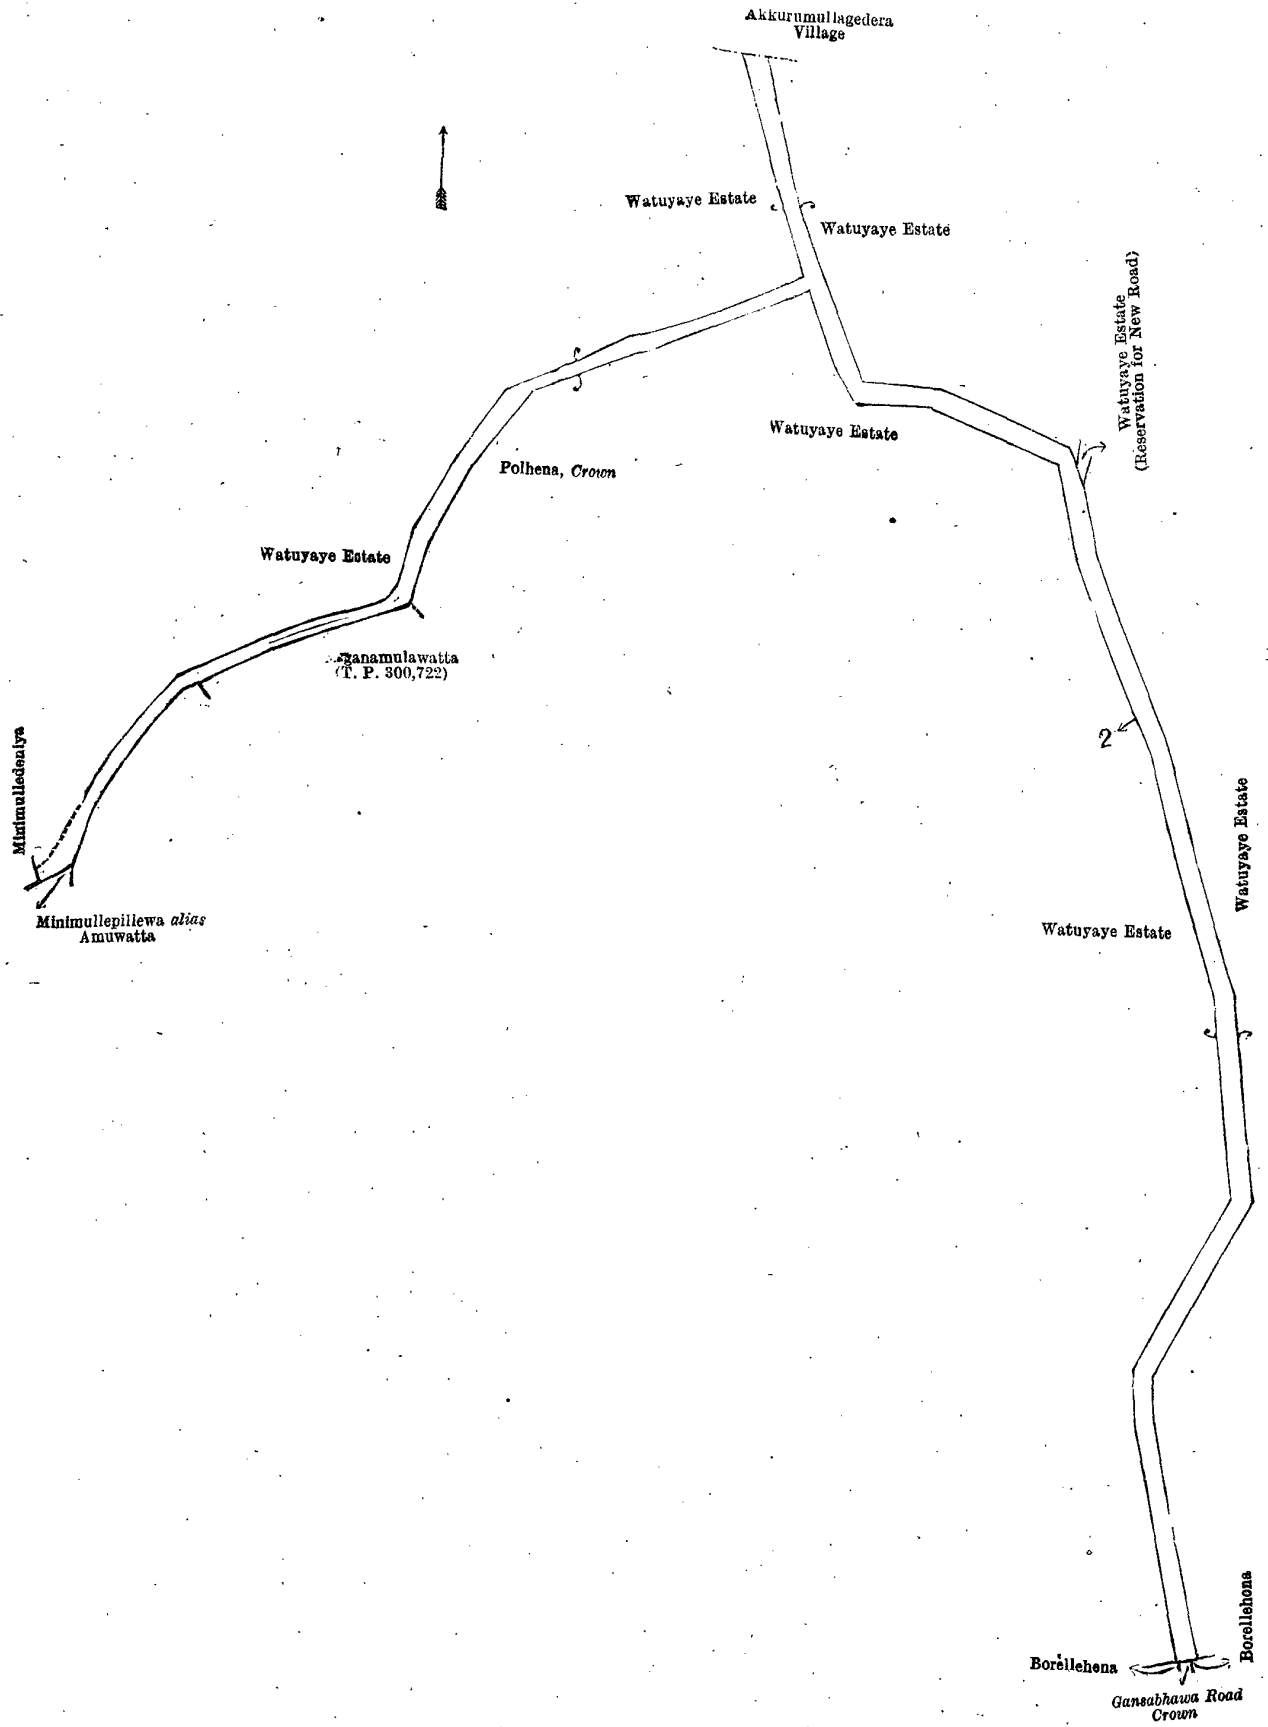 Akkurumullagedera
Village
Watuyaye Estate
Watuyaye Estate
Watuyaye Estate
(Reservation for New Road)
Watuyaye Estate
Polhena, Crown
Watuyaye Estate
(T. P. 300,722)
Minimulledeniya
2
Watuyaye Estate
Minimullepillewa alias
Amuwatta
Watuyaye Estate
Borellehena
Borellehena
Gansabhawa Road
Crown